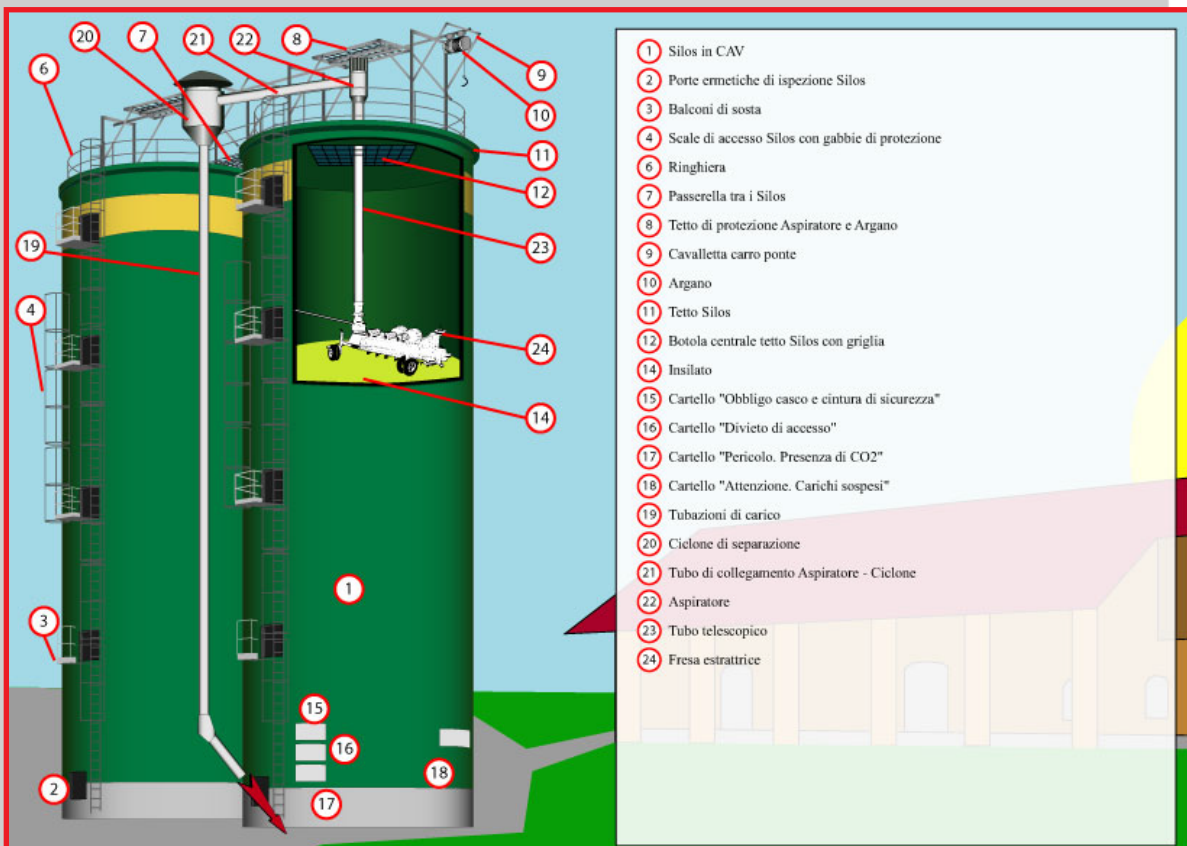 20
7
21
22
8
6
9
10
11
12
19
23
4
24
14
1
3
15
16
2
18
17
1 Silos in CAV
2 Porte ermetiche di ispezione Silos
3 Balconi di sosta
4 Scale di accesso Silos con gabbie di protezione
6 Ringhiera
7 Passerella tra i Silos
8 Tetto di protezione Aspiratore e Argano
9 Cavalletta carro ponte
10 Argano
11 Tetto Silos
12 Botola centrale tetto Silos con griglia
14 Insilato
15 Cartello "Obbligo casco e cintura di sicurezza"
16 Cartello "Divieto di accesso"
17 Cartello "Pericolo. Presenza di CO2"
18 Cartello "Attenzione. Carichi sospesi"
19 Tubazioni di carico
20 Ciclone di separazione
21 Tubo di collegamento Aspiratore - Ciclone
22 Aspiratore
23 Tubo telescopico
24 Fresa estrattrice